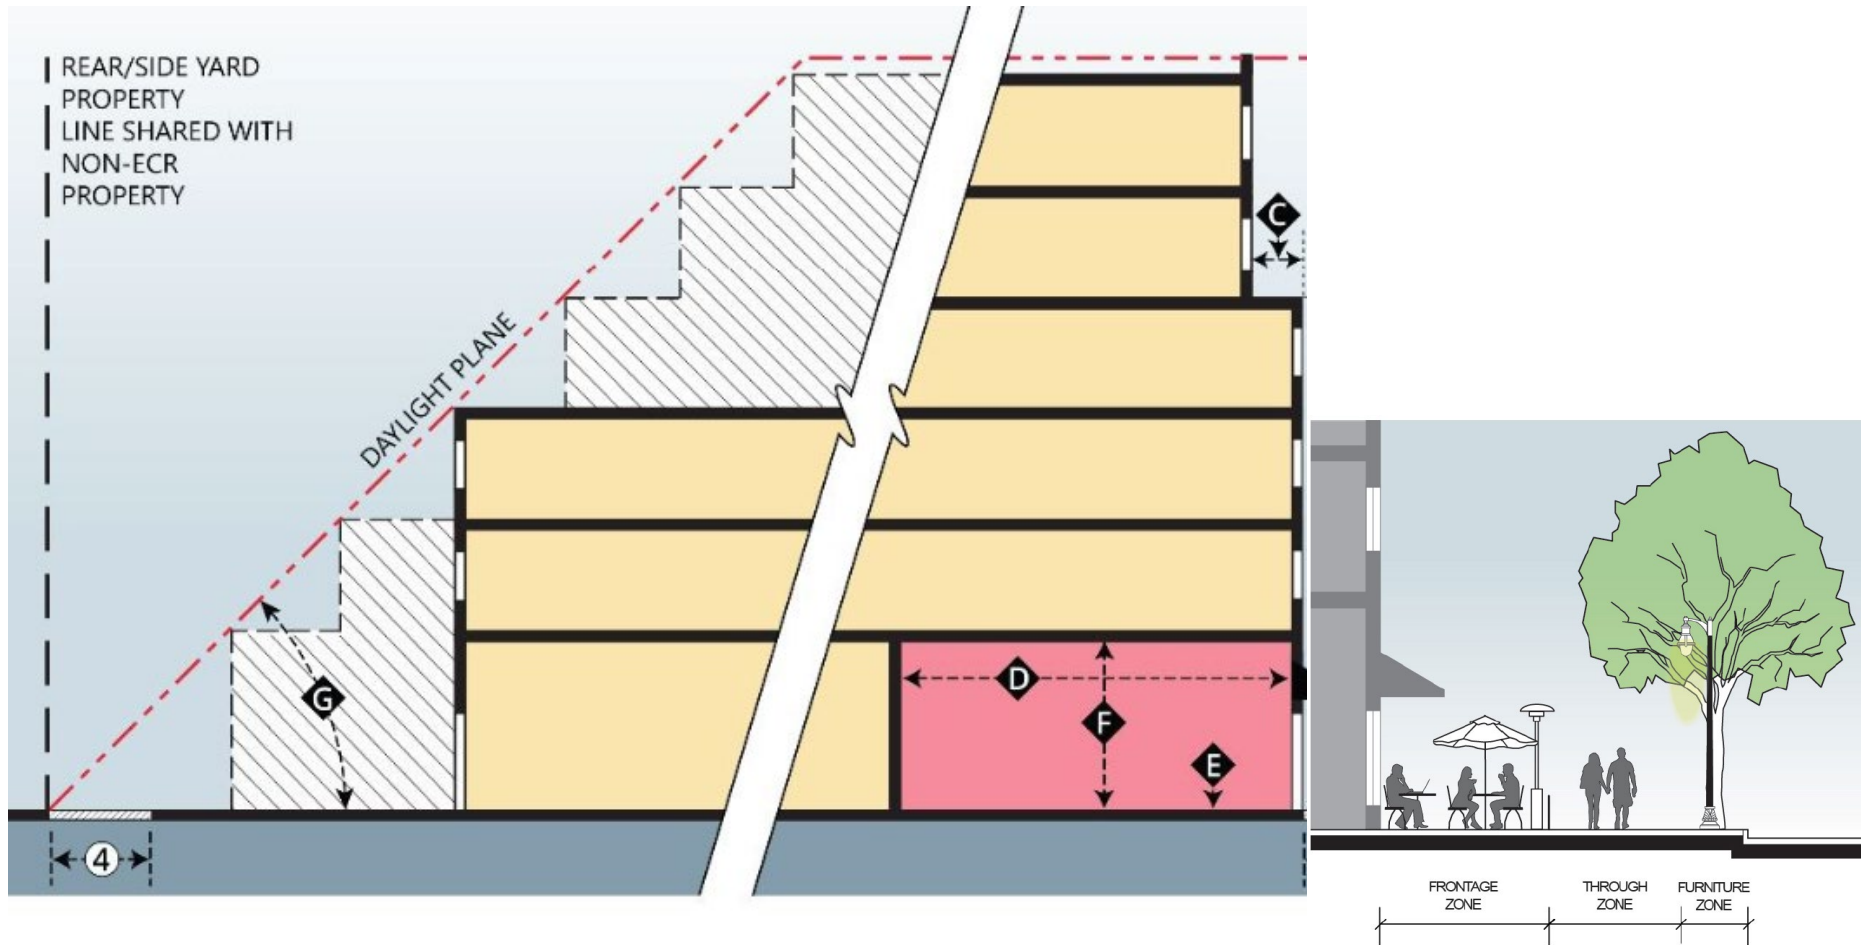 REAR/SIDE YARD
PROPERTY
LINE SHARED WITH
NON-ECR
PROPERTY
C
DAYLIGHT PLANE
D
G
F
E
4
FRONTAGE
ZONE
THROUGH
ZONE
FURNITURE
ZONE